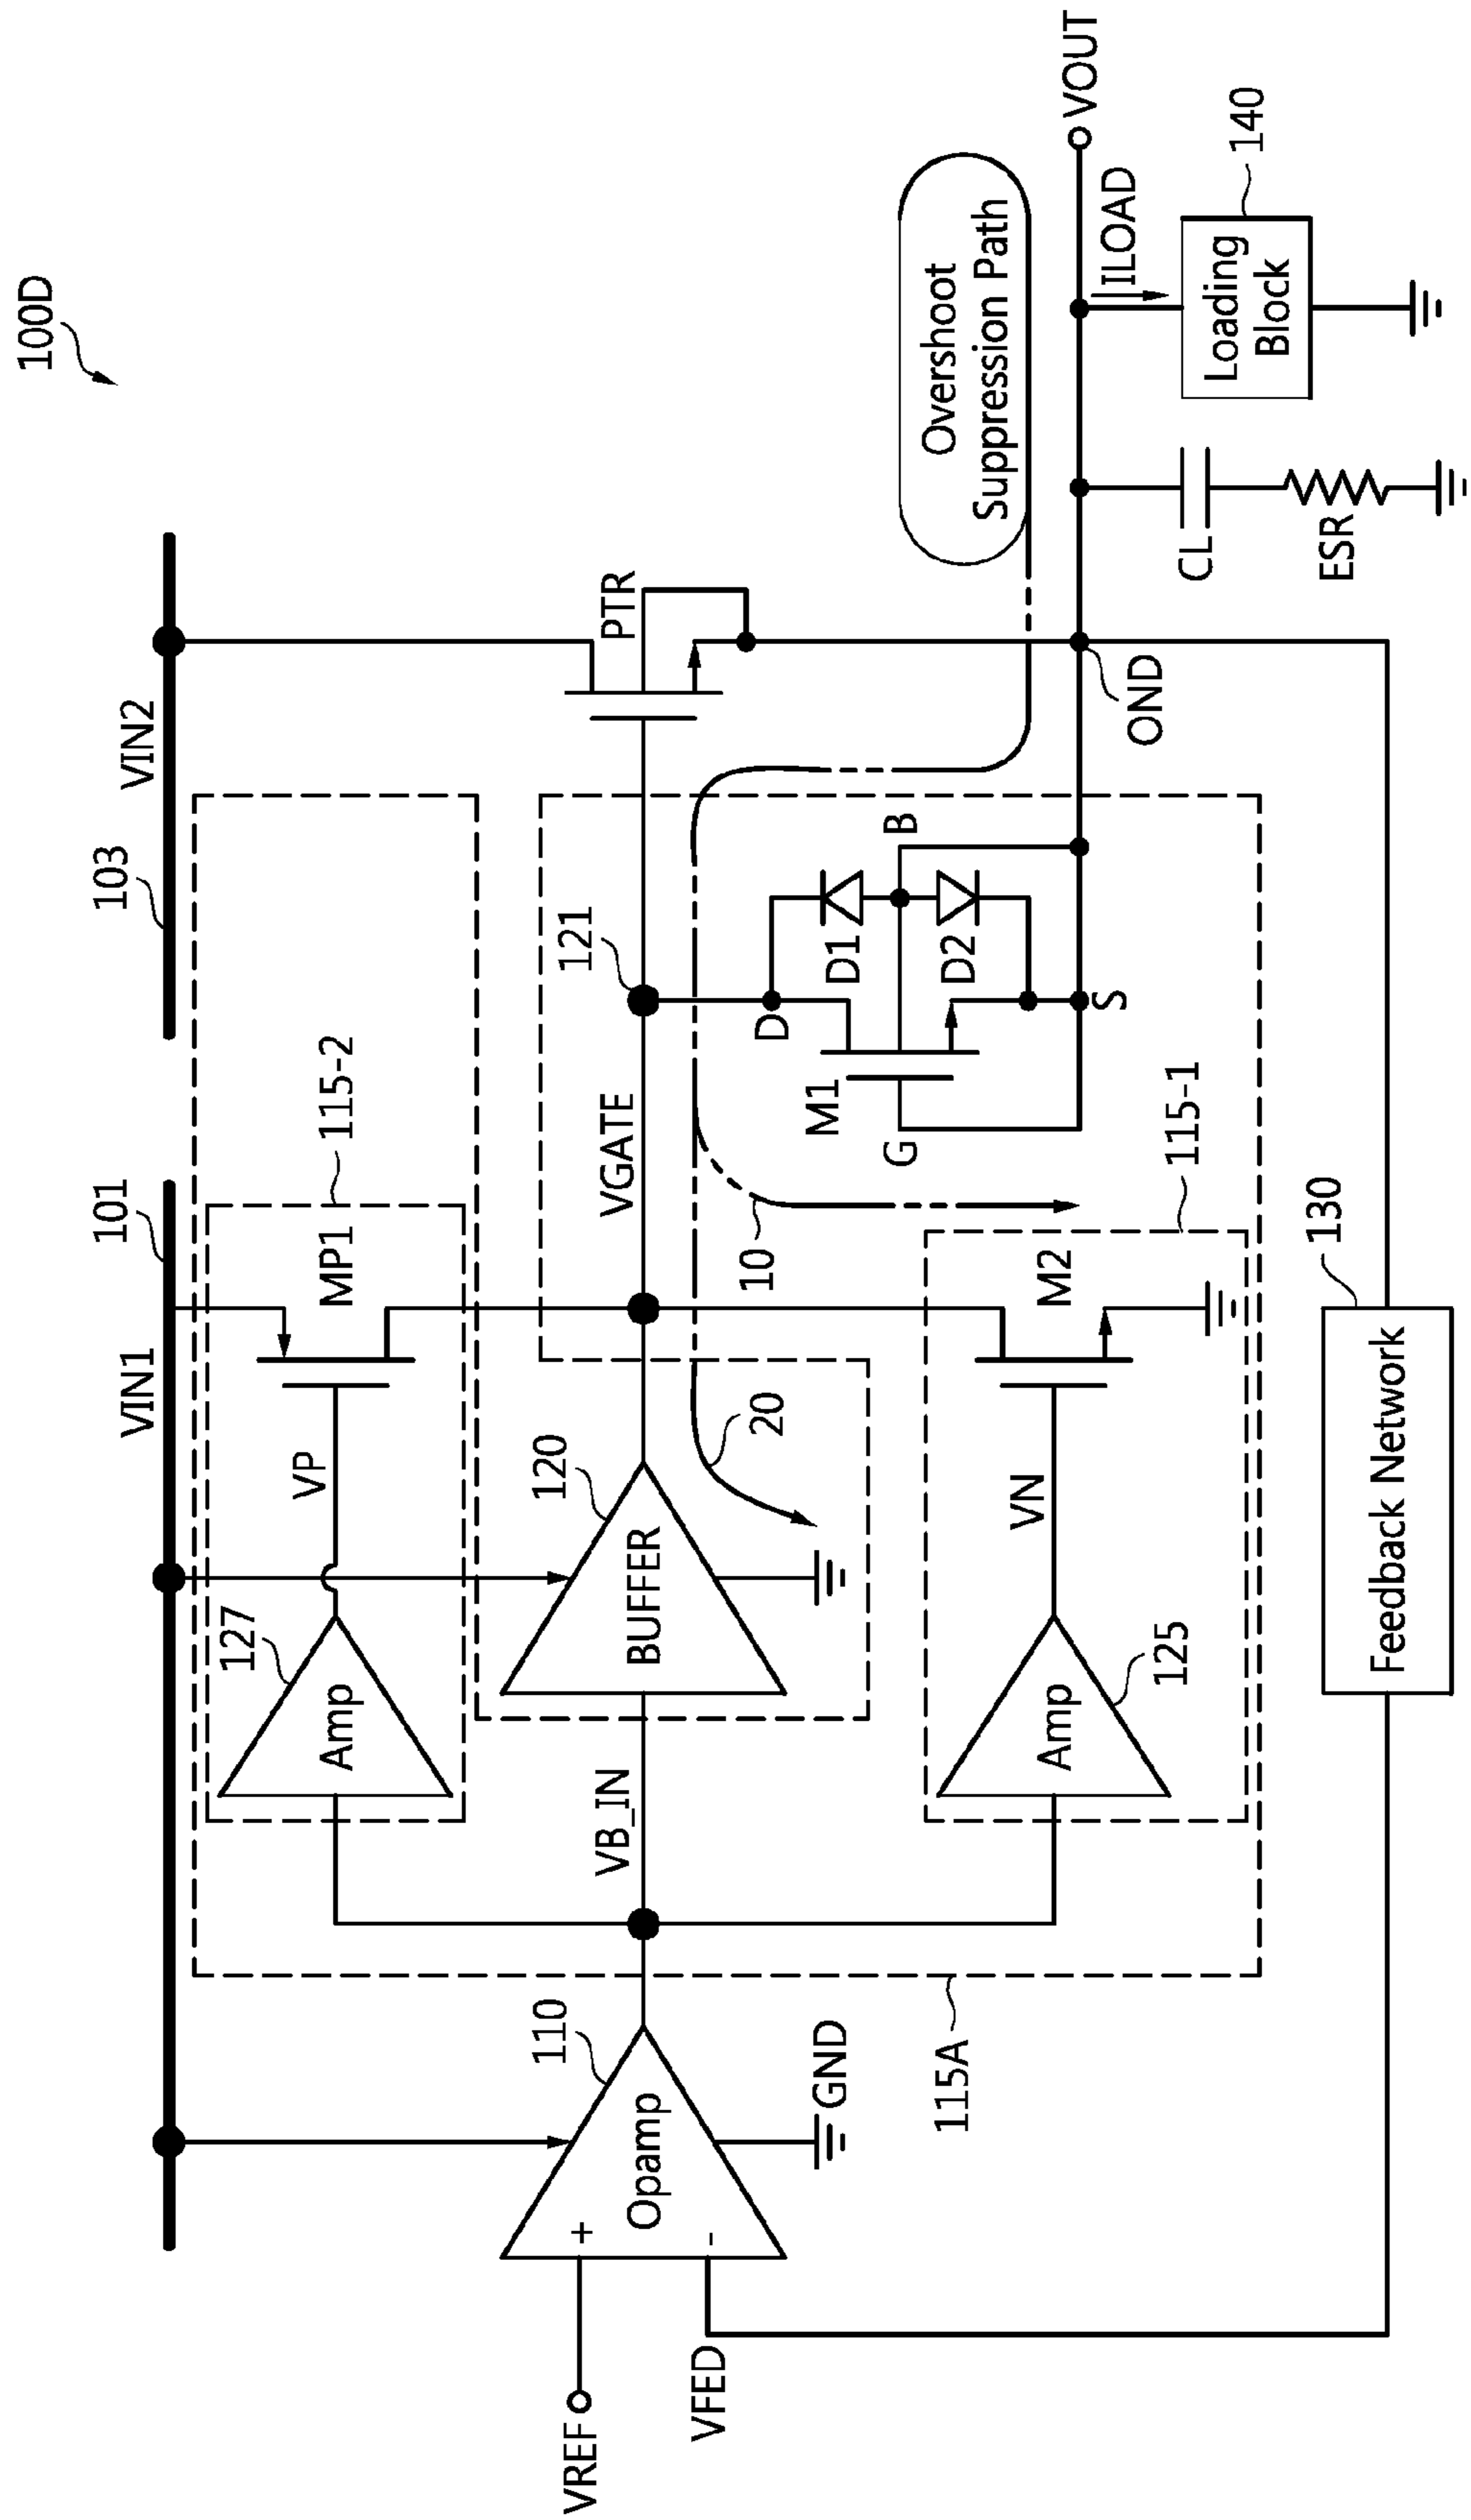 100D
VIN1
101
VIN2
103
127
Amp
VP
MP1
115-2
110
Opamp
+
-
GND
VREF
VFED
VB_IN
120
BUFFER
20
VGATE
10
121
PTR
D
M1
G
D1
D2
B
S
Overshoot
Suppression Path
VOUT
OND
ILOAD
CL
ESR
Loading
Block
140
115A
125
Amp
VN
M2
115-1
130
Feedback Network